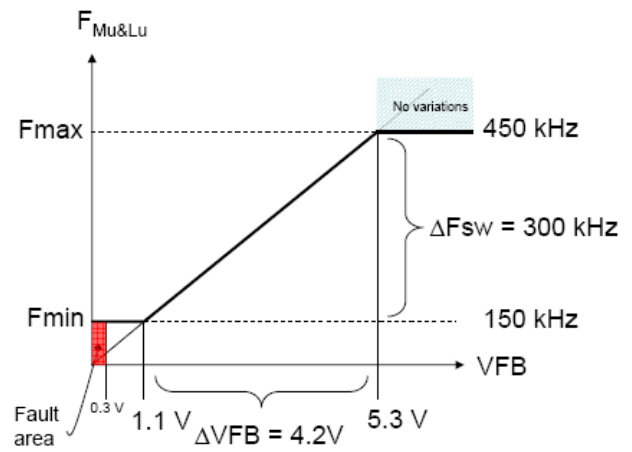 F Mu&Lu
No variations
Fmax
450 kHz
ΔFsw = 300 kHz
Fmin
150 kHz
VFB
0.3 V
1.1 V
5.3 V
ΔVFB = 4.2V
Fault
area